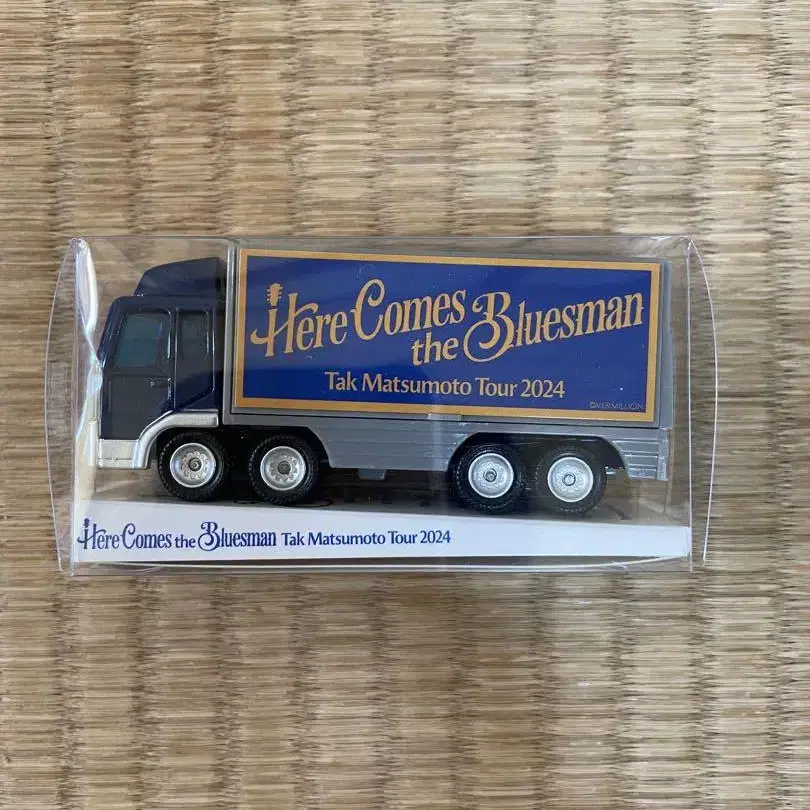 Here Comes
the Bluesman
Tak Matsumoto Tour 2024
©VERMILLION
Here Comes the Bluesman Tak Matsumoto Tour 2024